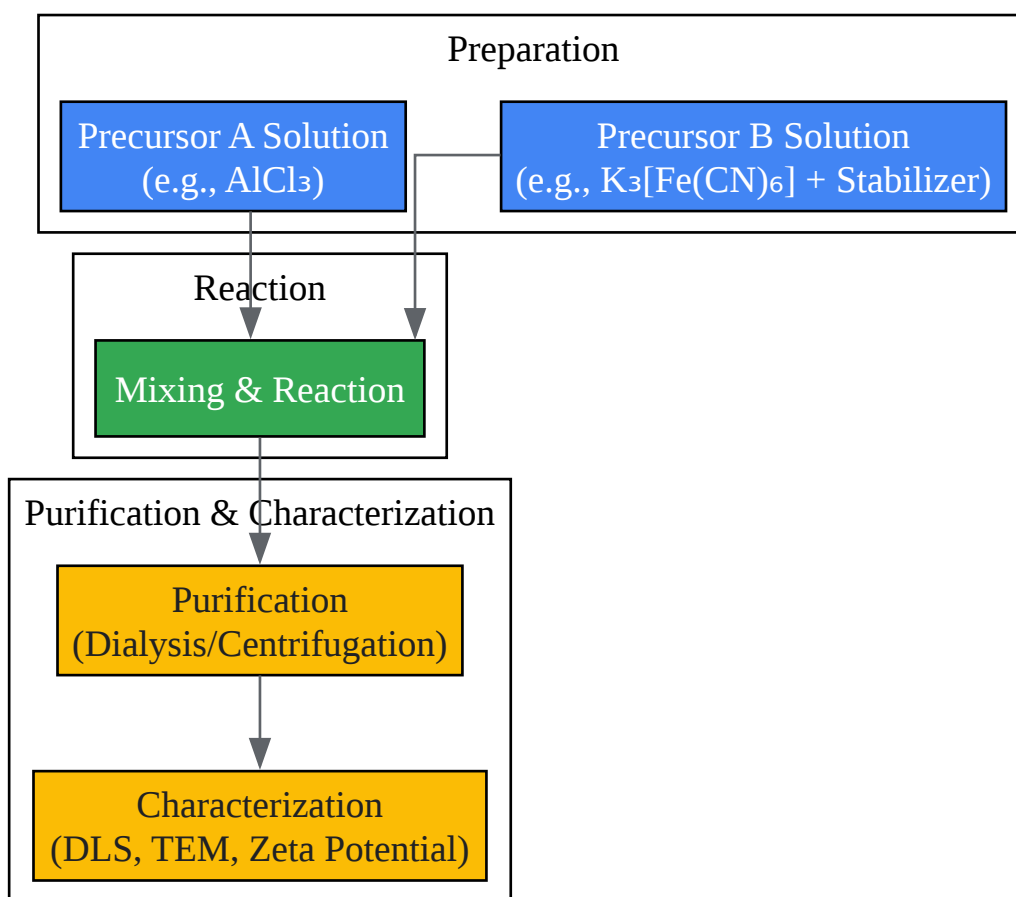 Preparation
Precursor A Solution
(e.g., AlCl₃)
Precursor B Solution
(e.g., K₃[Fe(CN)₆] + Stabilizer)
Reaction
Mixing & Reaction
Purification & Characterization
Purification
(Dialysis/Centrifugation)
Characterization
(DLS, TEM, Zeta Potential)